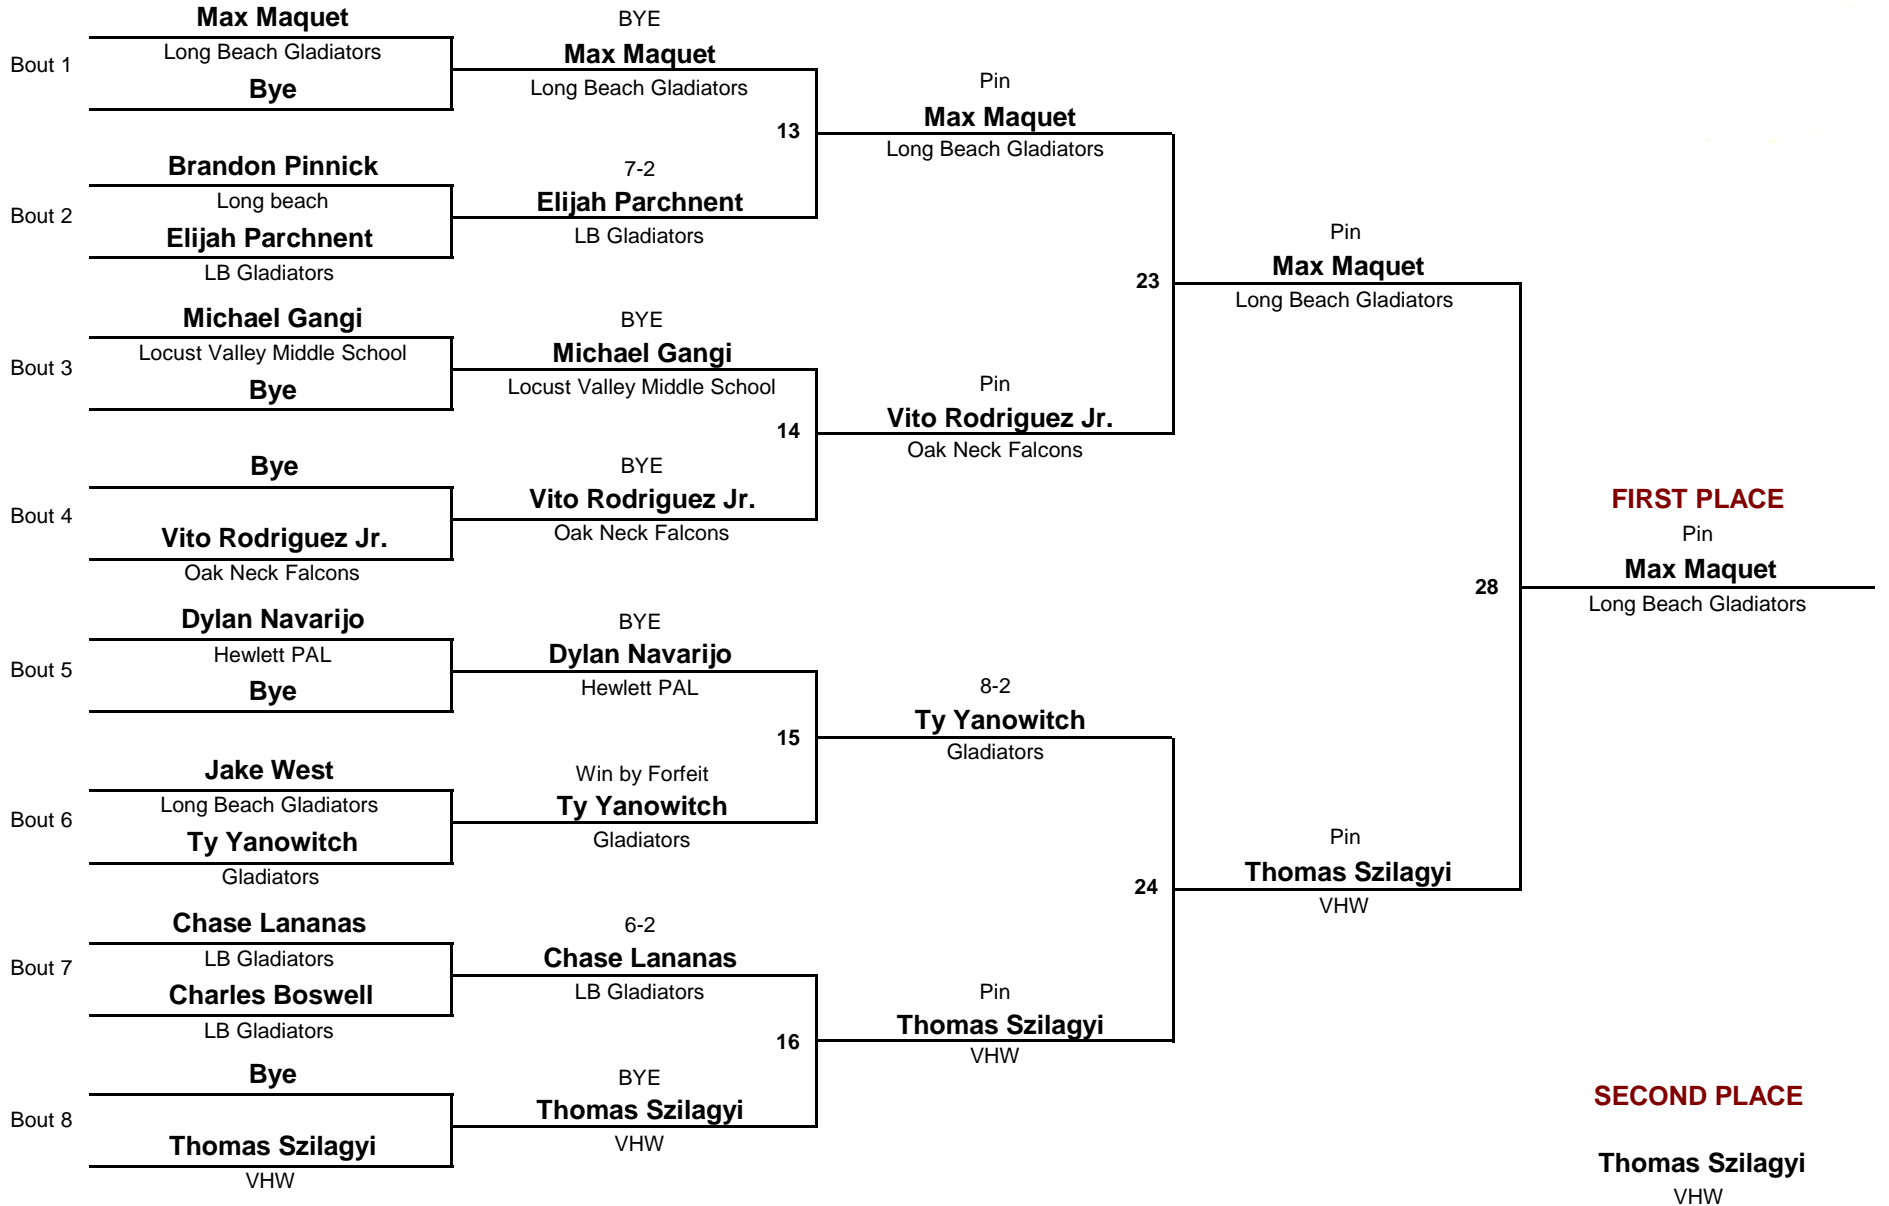 Max Maquet
Bout 1
Long Beach Gladiators
Bye
Brandon Pinnick
Bout 2
Long beach
Elijah Parchnent
LB Gladiators
Michael Gangi
Bout 3
Locust Valley Middle School
Bye
Bye
Bout 4
Vito Rodriguez Jr.
Oak Neck Falcons
Dylan Navarijo
Bout 5
Hewlett PAL
Bye
Jake West
Bout 6
Long Beach Gladiators
Ty Yanowitch
Gladiators
Chase Lananas
Bout 7
LB Gladiators
Charles Boswell
LB Gladiators
Bye
Bout 8
Thomas Szilagyi
VHW
BYE
Max Maquet
Long Beach Gladiators
13
7-2
Elijah Parchnent
LB Gladiators
BYE
Michael Gangi
Locust Valley Middle School
14
BYE
Vito Rodriguez Jr.
Oak Neck Falcons
BYE
Dylan Navarijo
Hewlett PAL
15
Win by Forfeit
Ty Yanowitch
Gladiators
6-2
Chase Lananas
LB Gladiators
16
BYE
Thomas Szilagyi
VHW
Pin
Max Maquet
Long Beach Gladiators
23
Pin
Vito Rodriguez Jr.
Oak Neck Falcons
8-2
Ty Yanowitch
Gladiators
24
Pin
Thomas Szilagyi
VHW
Pin
Max Maquet
Long Beach Gladiators
28
Pin
Thomas Szilagyi
VHW
FIRST PLACE
Pin
Max Maquet
Long Beach Gladiators
SECOND PLACE
Thomas Szilagyi
VHW